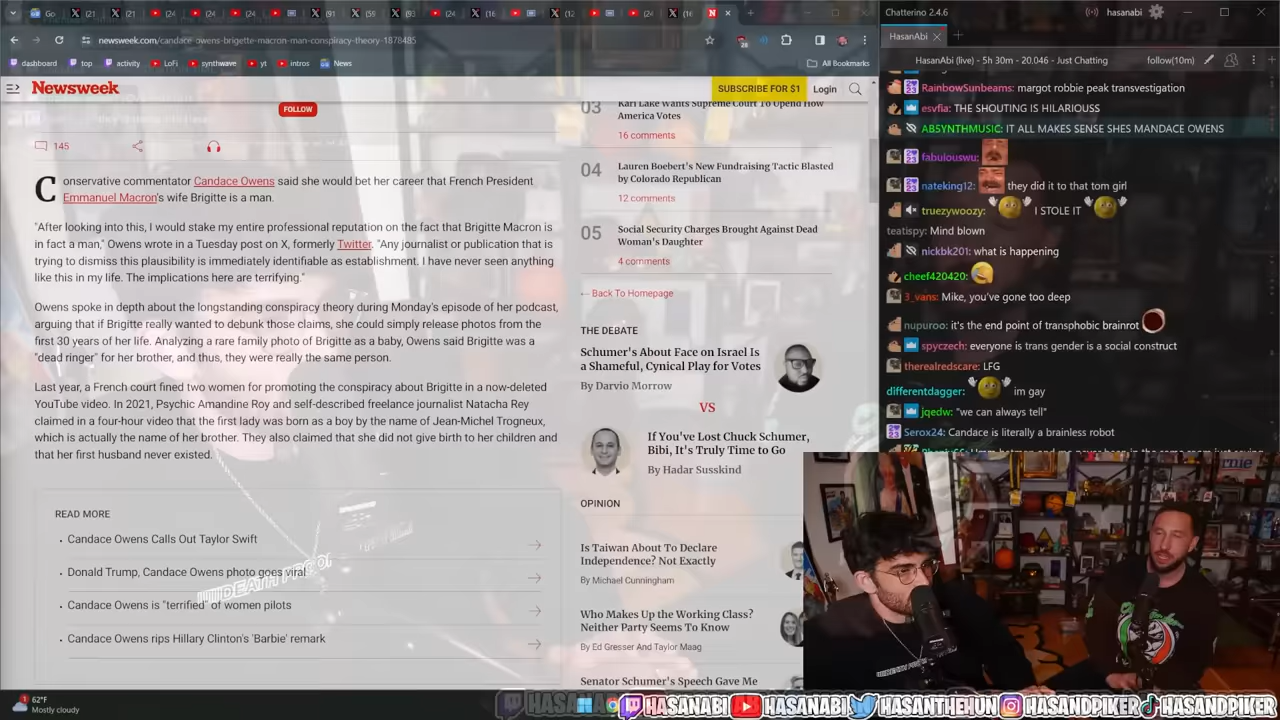 Chatterino 2.4.6
hasanabi
newsweek.com/candace-owens-brigette-macron-man-conspiracy-theory-1878485
HasanAbi
dashboard
top
activity
LoFi
synthwave
yt
intros
News
All Bookmarks
HasanAbi (live) - 5h 30m - 20.046 - Just Chatting
follow(10m)
Newsweek
SUBSCRIBE FOR $1
Login
FOLLOW
145
Conservative commentator Candace Owens said she would bet her career that French President
Emmanuel Macron's wife Brigitte is a man.
"After looking into this, I would stake my entire professional reputation on the fact that Brigitte Macron is
in fact a man," Owens wrote in a Tuesday post on X, formerly Twitter. "Any journalist or publication that is
trying to dismiss this plausibility is immediately identifiable as establishment. I have never seen anything
like this in my life. The implications here are terrifying."
Owens spoke in depth about the longstanding conspiracy theory during Monday's episode of her podcast,
arguing that if Brigitte really wanted to debunk those claims, she could simply release photos from the
first 30 years of her life. Analyzing a rare family photo of Brigitte as a baby, Owens said Brigitte was a
"dead ringer" for her brother, and thus, they were really the same person.
Last year, a French court fined two women for promoting the conspiracy about Brigitte in a now-deleted
YouTube video. In 2021, Psychic Amandine Roy and self-described freelance journalist Natacha Rey
claimed in a four-hour video that the first lady was born as a boy by the name of Jean-Michel Trogneux,
which is actually the name of her brother. They also claimed that she did not give birth to her children and
that her first husband never existed.
READ MORE
Candace Owens Calls Out Taylor Swift
Donald Trump, Candace Owens photo goes viral
Candace Owens is "terrified" of women pilots
Candace Owens rips Hillary Clinton's 'Barbie' remark
03
Kari Lake Wants Supreme Court To Upend How
America Votes
16 comments
04
Lauren Boebert's New Fundraising Tactic Blasted
by Colorado Republican
12 comments
05
Social Security Charges Brought Against Dead
Woman's Daughter
4 comments
← Back To Homepage
THE DEBATE
Schumer's About Face on Israel Is
a Shameful, Cynical Play for Votes
By Darvio Morrow
VS
If You've Lost Chuck Schumer,
Bibi, It's Truly Time to Go
By Hadar Susskind
OPINION
Is Taiwan About To Declare
Independence? Not Exactly
By Michael Cunningham
Who Makes Up the Working Class?
Neither Party Seems To Know
By Ed Gresser And Taylor Maag
Senator Schumer's Speech Gave Me
RainbowSunbeams: margot robbie peak transvestigation
esvfia: THE SHOUTING IS HILARIOUSS
AB5YNTHMUSIC: IT ALL MAKES SENSE SHES MANDACE OWENS
fabulouswu:
nateking12: they did it to that tom girl
truezywoozy: I STOLE IT
teatispy: Mind blown
nickbk201: what is happening
cheef420420:
3_vans: Mike, you've gone too deep
nupuroo: it's the end point of transphobic brainrot
spyczech: everyone is trans gender is a social construct
therealredscare: LFG
differentdagger: im gay
jqedw: "we can always tell"
Serox24: Candace is literally a brainless robot
DEATH PROOF
62°F
Mostly cloudy
HASANABI
HASANABI
HASANABI
HASANTHEHUN
HASANDPIKER
HASANDPIKER